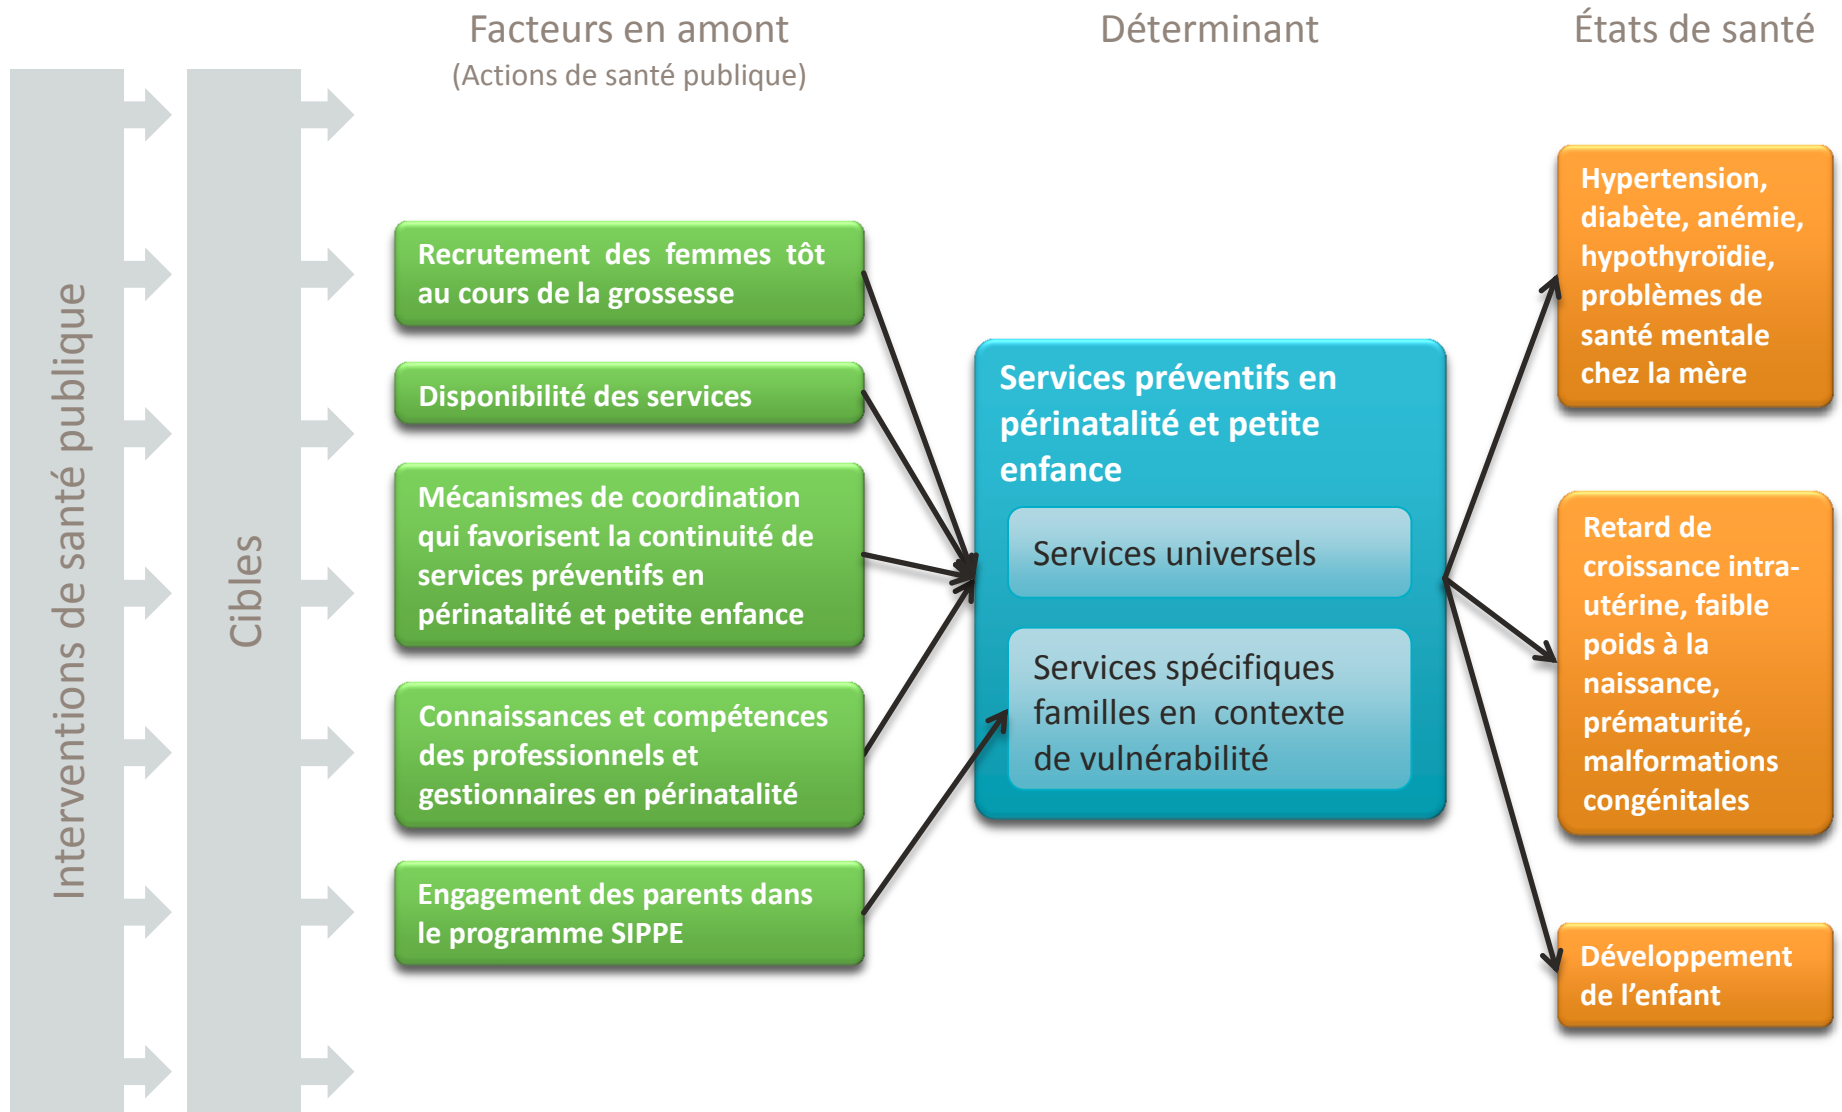 Facteurs en amont
(Actions de santé publique)
Déterminant
États de santé
Interventions de santé publique
Cibles
Recrutement des femmes tôt
au cours de la grossesse
Disponibilité des services
Mécanismes de coordination
qui favorisent la continuité de
services préventifs en
périnatalité et petite enfance
Connaissances et compétences
des professionnels et
gestionnaires en périnatalité
Engagement des parents dans
le programme SIPPE
Services préventifs en
périnatalité et petite
enfance
Services universels
Services spécifiques
familles en contexte
de vulnérabilité
Hypertension,
diabète, anémie,
hypothyroïdie,
problèmes de
santé mentale
chez la mère
Retard de
croissance intra-
utérine, faible
poids à la
naissance,
prématurité,
malformations
congénitales
Développement
de l’enfant